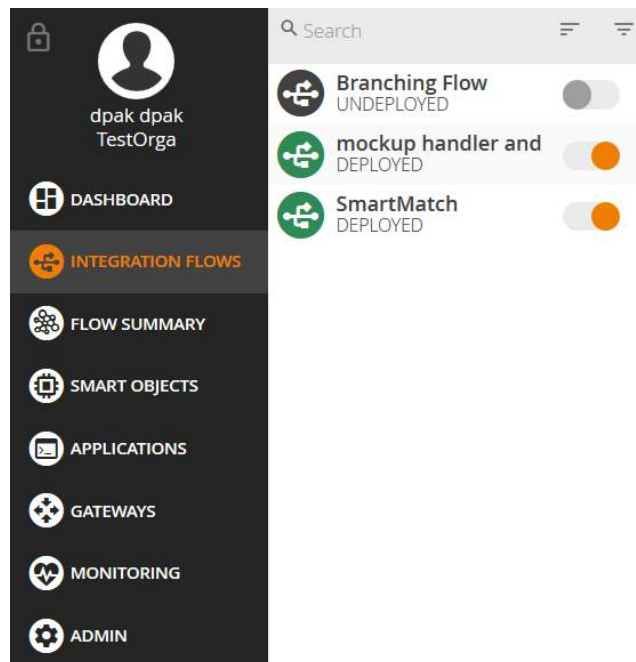 dpak dpak
TestOrga
DASHBOARD
INTEGRATION FLOWS
FLOW SUMMARY
SMART OBJECTS
APPLICATIONS
GATEWAYS
MONITORING
ADMIN
Search
Branching Flow
UNDEPLOYED
mockup handler and
DEPLOYED
SmartMatch
DEPLOYED